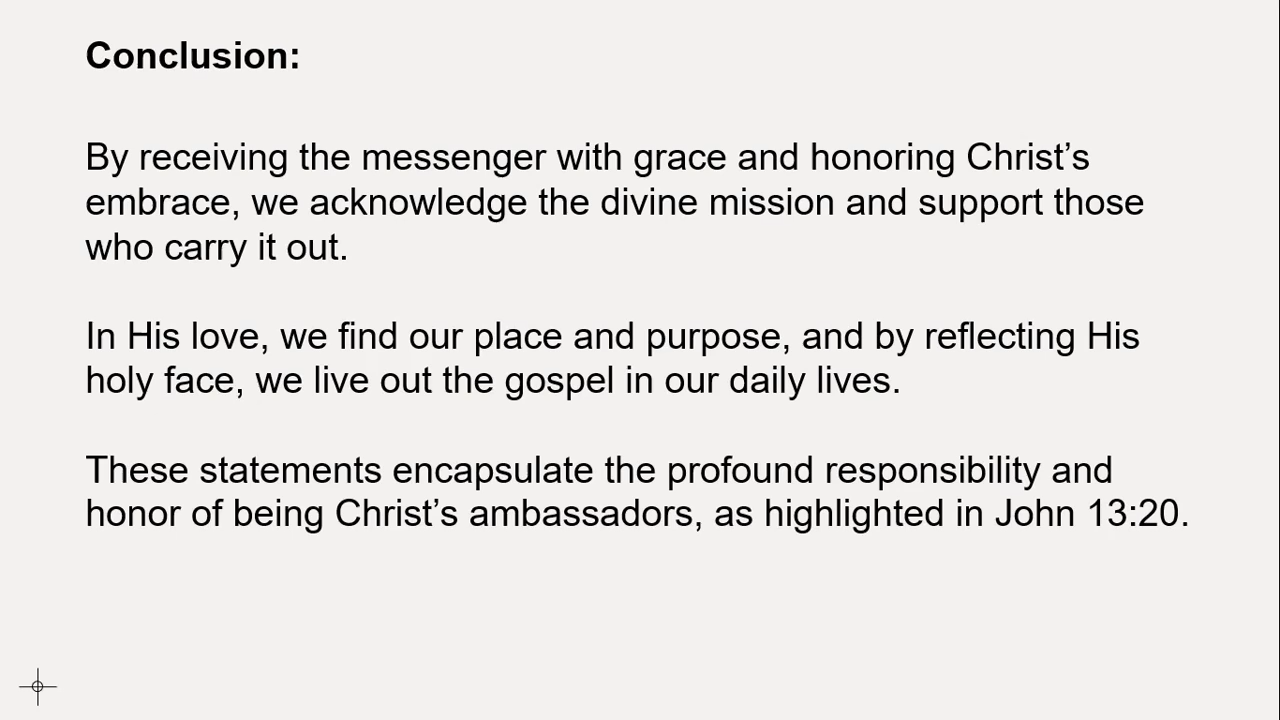 Conclusion:
By receiving the messenger with grace and honoring Christ’s
embrace, we acknowledge the divine mission and support those
who carry it out.
In His love, we find our place and purpose, and by reflecting His
holy face, we live out the gospel in our daily lives.
These statements encapsulate the profound responsibility and
honor of being Christ’s ambassadors, as highlighted in John 13:20.